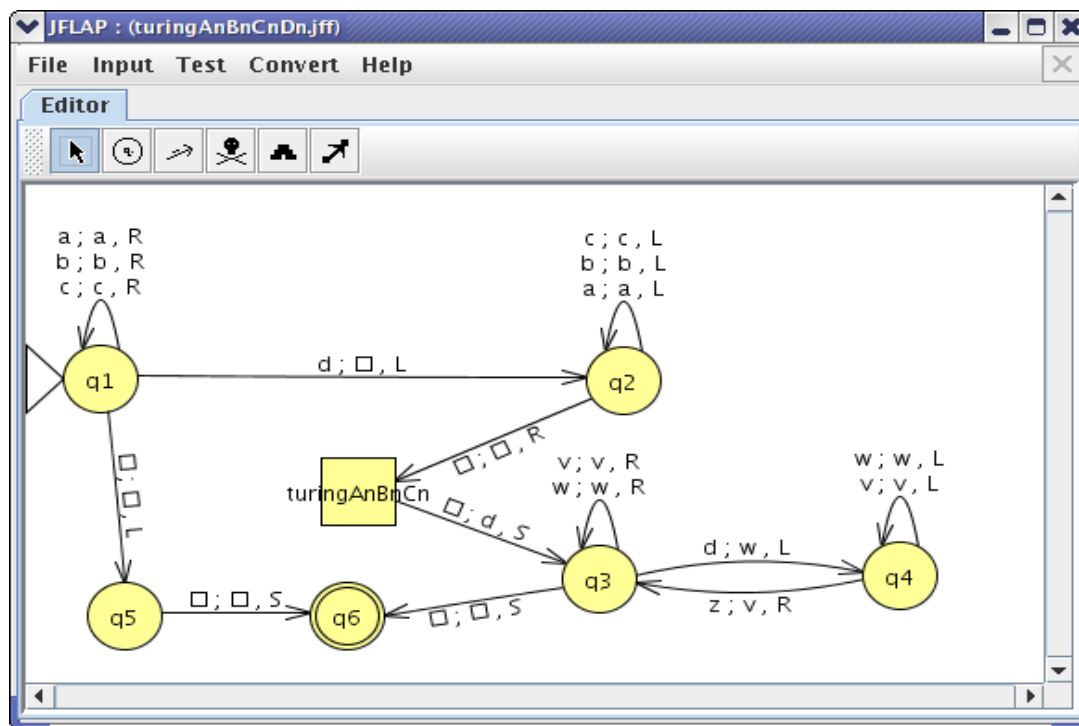 JFLAP : (turingAnBnCnDn.jff)
File Input Test Convert Help
Editor
a ; a , R
b ; b , R
c ; c , R
c ; c , L
b ; b , L
a ; a , L
q1
d ; □ , L
q2
□ ; □ , R
v ; v , R
w ; w , R
w ; w , L
v ; v , L
□ ; □ , L
turingAnBnCn
□ ; d , S
d ; w , L
q3
q4
z ; v , R
q5
□ ; □ , S
q6
□ ; □ , S